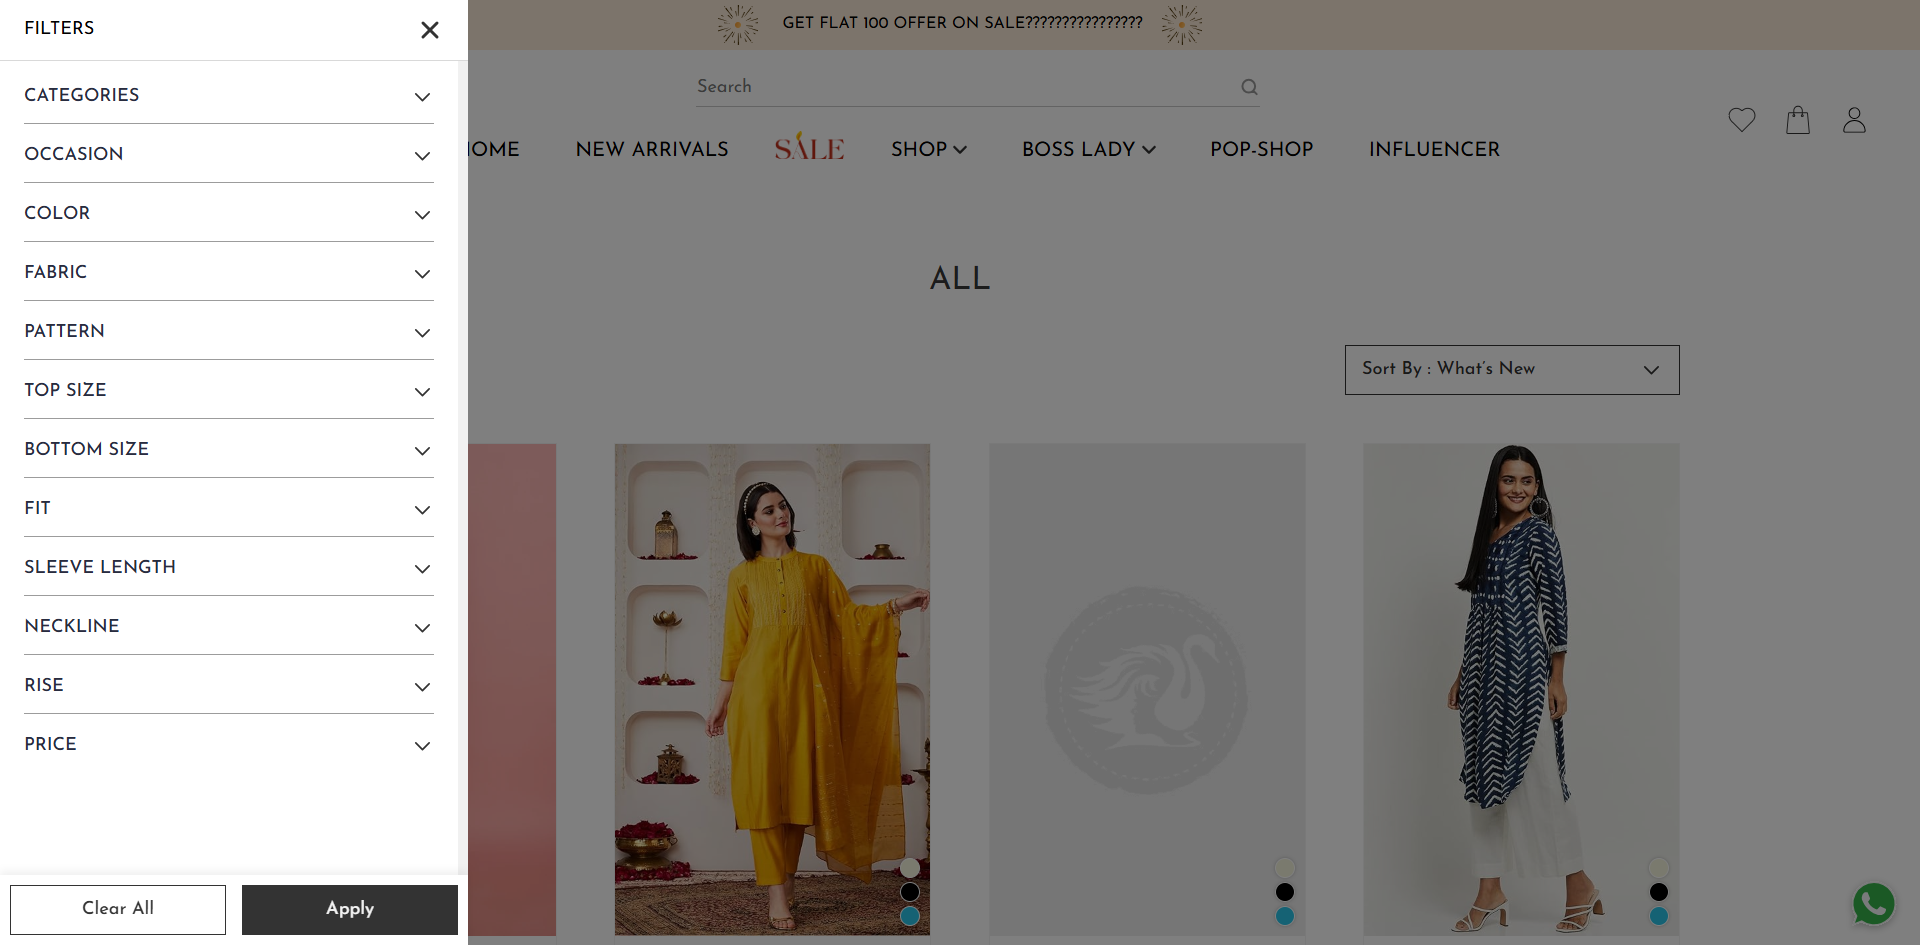 FILTERS
CATEGORIES
OCCASION
COLOR
FABRIC
PATTERN
TOP SIZE
BOTTOM SIZE
FIT
SLEEVE LENGTH
NECKLINE
RISE
PRICE
Clear All
Apply
GET FLAT 100 OFFER ON SALE????????????????
Search
OME
NEW ARRIVALS
SALE
SHOP
BOSS LADY
POP-SHOP
INFLUENCER
ALL
Sort By : What's New